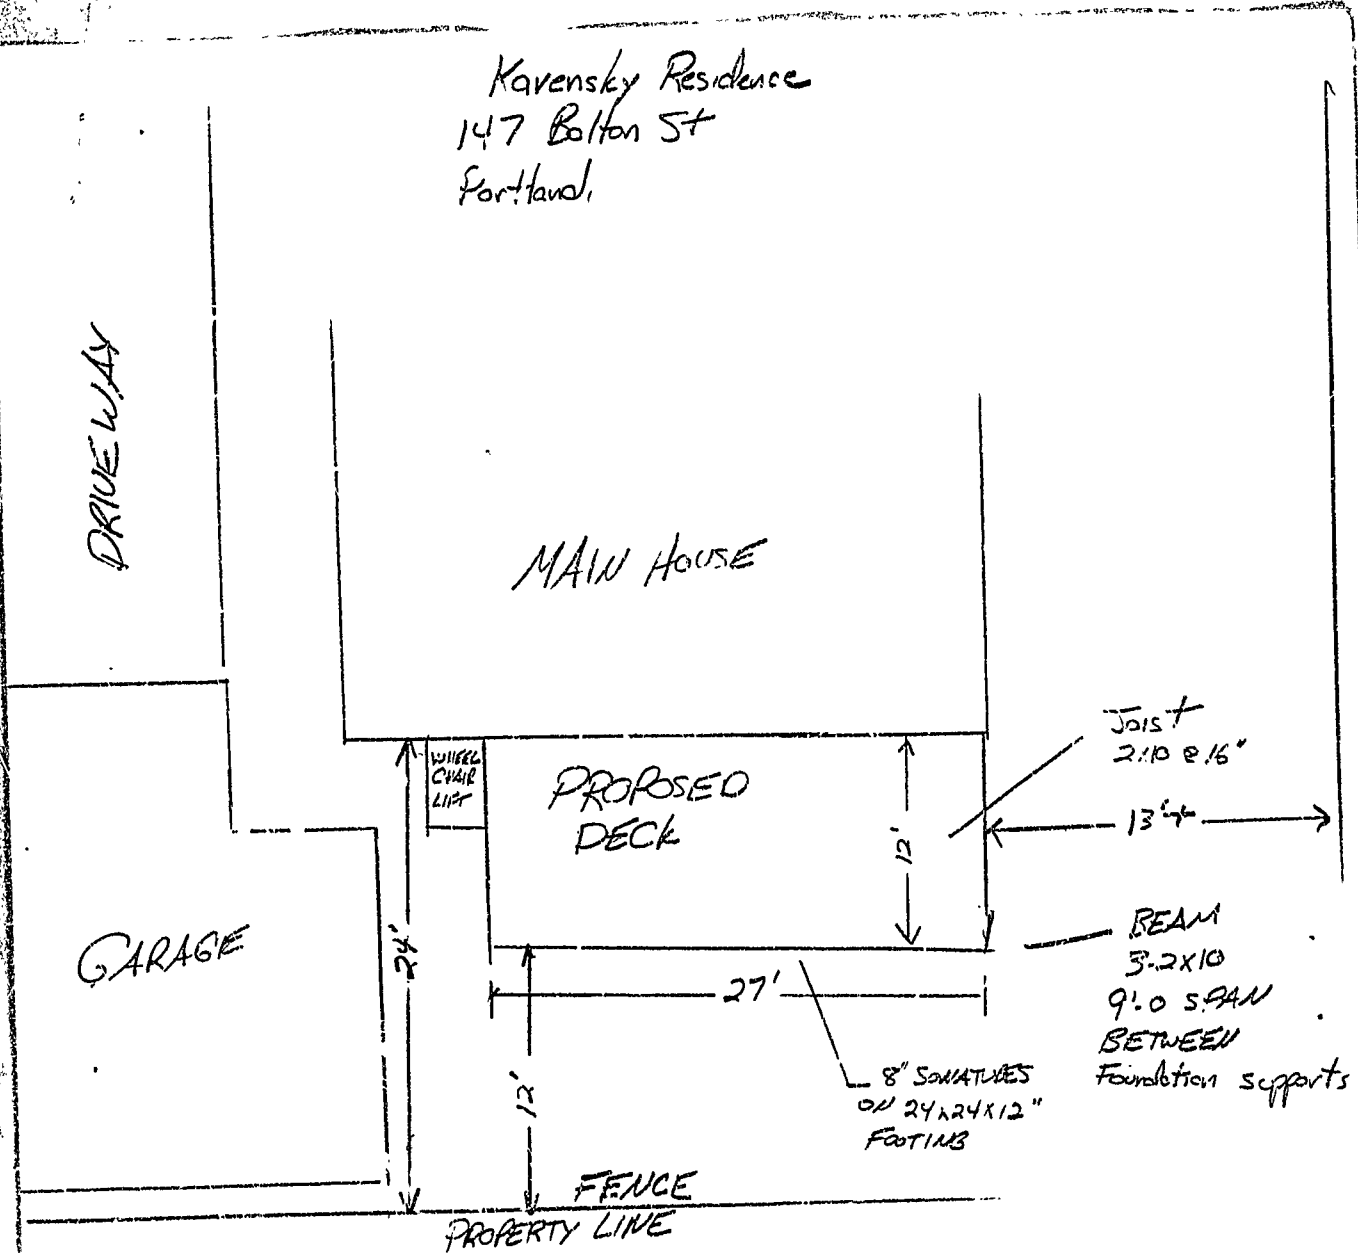 Kavensky Residence
147 Bolton St
Portland,
DRIVEWAY
MAIN HOUSE
JOIST
2x10 @ 16"
WHEEL
CHAIR
LIFT
PROPOSED
DECK
12'
13'
24'
GARAGE
BEAM
3-2x10
9'-0 SPAN
BETWEEN
Foundation supports
27'
12'
8" SONATUBES
ON 24x24x12"
FOOTING
FENCE
PROPERTY LINE